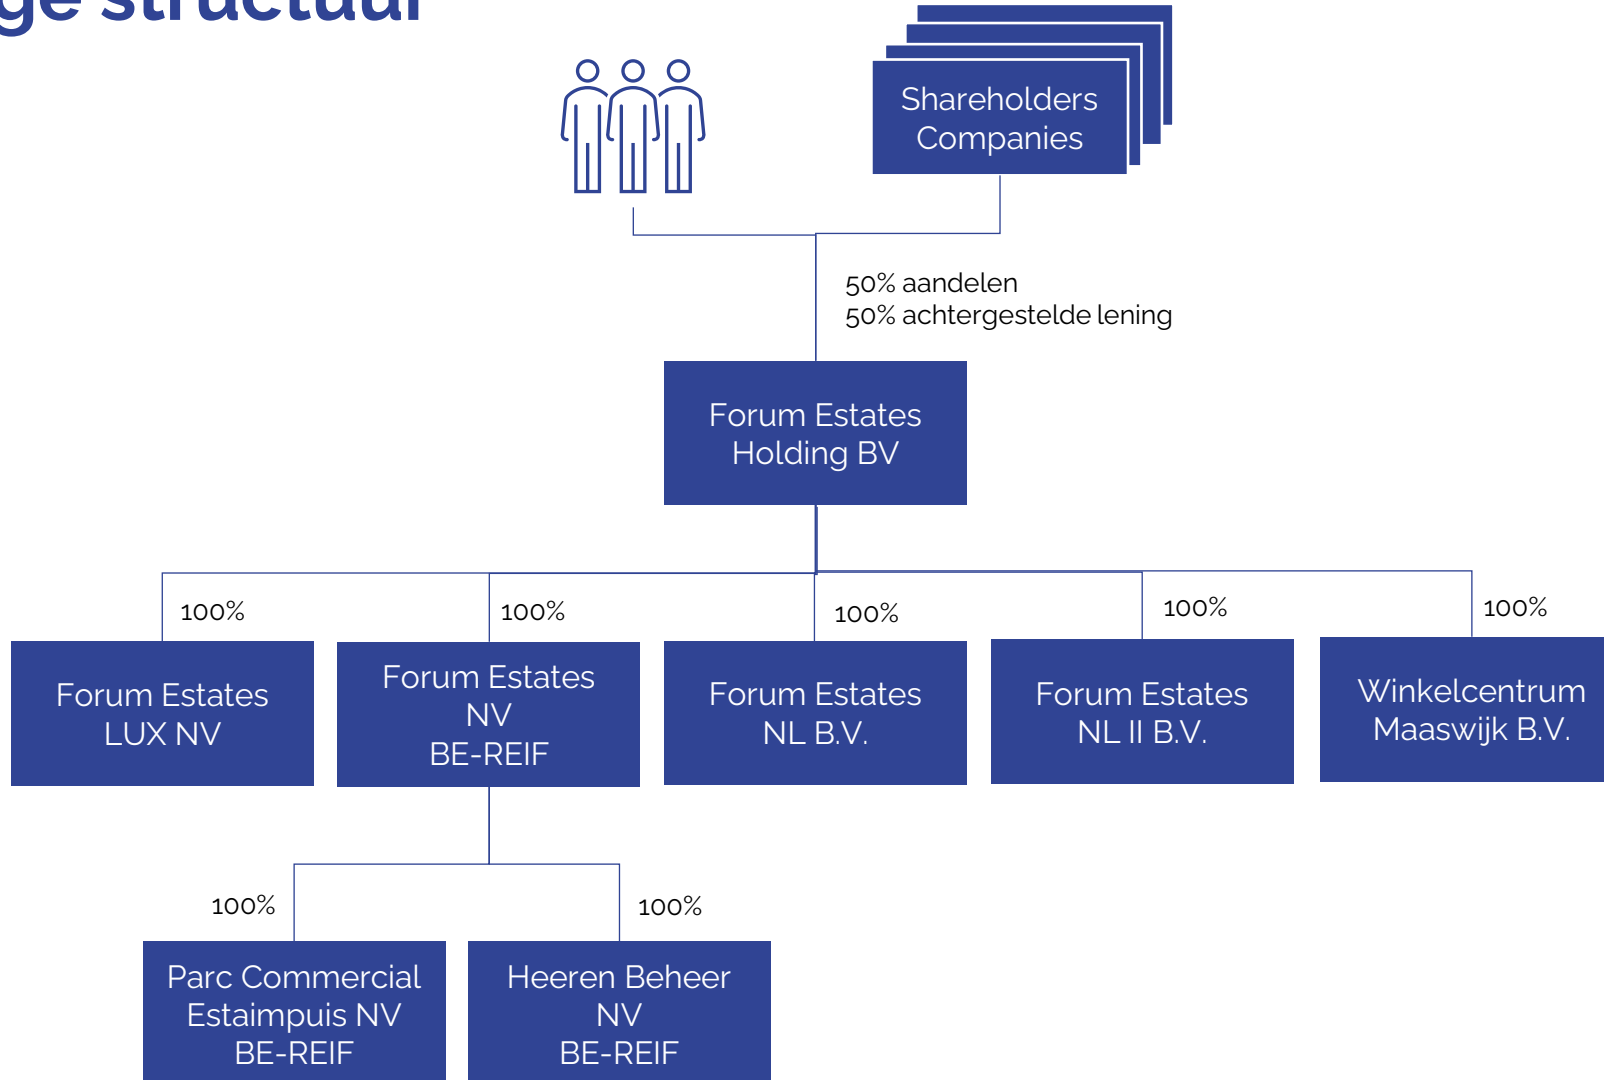 ge structuur
Shareholders
Companies
50% aandelen
50% achtergestelde lening
Forum Estates
Holding BV
100%
100%
100%
100%
100%
Forum Estates
LUX NV
Forum Estates
NV
BE-REIF
Forum Estates
NL B.V.
Forum Estates
NL II B.V.
Winkelcentrum
Maaswijk B.V.
100%
100%
Parc Commercial
Estaimpuis NV
BE-REIF
Heeren Beheer
NV
BE-REIF